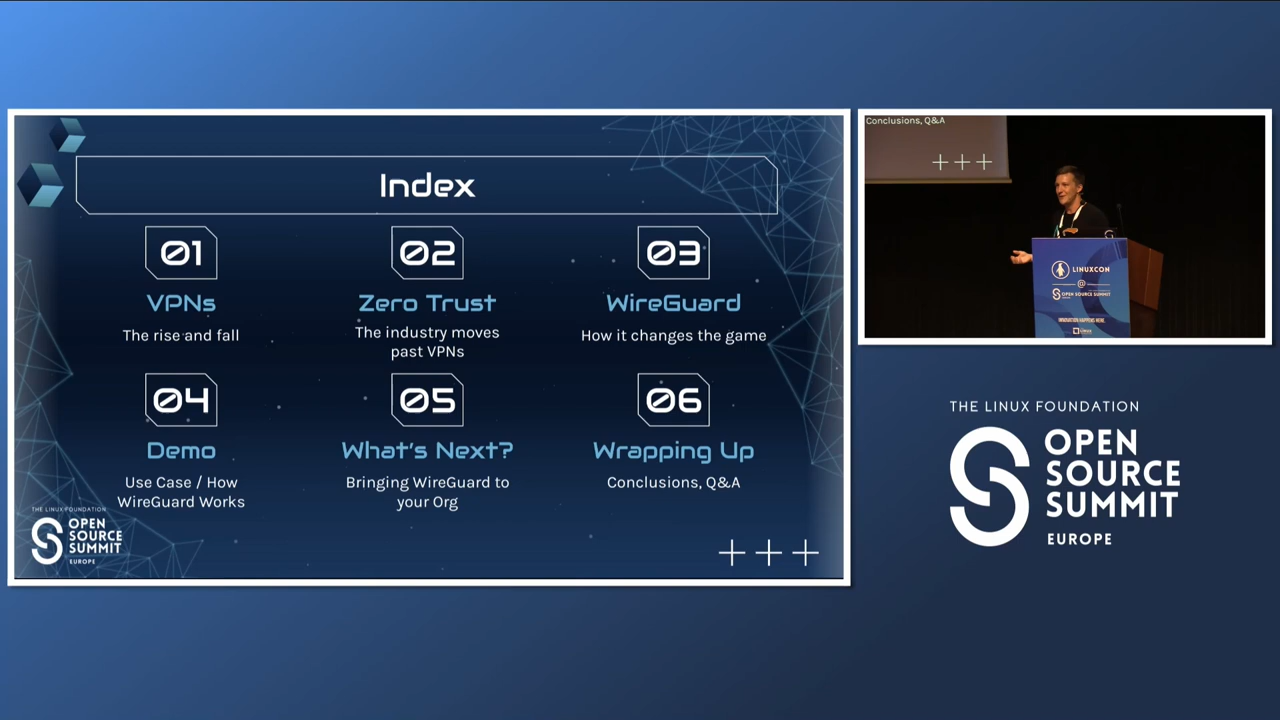 Index
01
02
03
VPNs
Zero Trust
WireGuard
The rise and fall
The industry moves
past VPNs
How it changes the game
04
05
06
Demo
What's Next?
Wrapping Up
Use Case / How
WireGuard Works
Bringing WireGuard to
your Org
Conclusions, Q&A
THE LINUX FOUNDATION
OPEN
SOURCE
SUMMIT
EUROPE
Conclusions, Q&A
LINUXCON
@
OPEN SOURCE SUMMIT
INNOVATION HAPPENS HERE
THE LINUX FOUNDATION
OPEN
SOURCE
SUMMIT
EUROPE